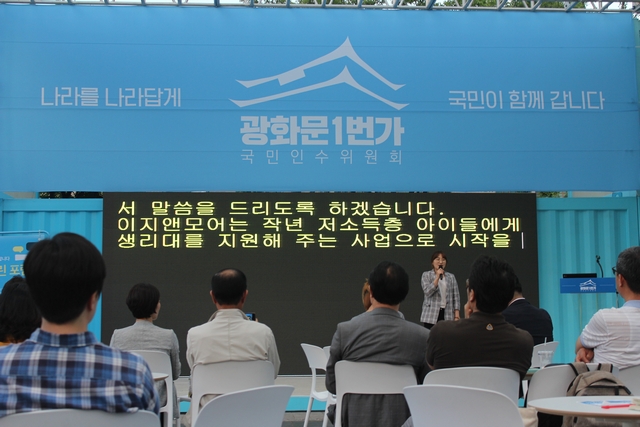 나라를 나라답게
국민이 함께 갑니다
광화문1번가
국민인수위원회
서 말씀을 드리도록 하겠습니다.
이지앤모어는 작년 저소득층 아이들에게
생리대를 지원해 주는 사업으로 시작을